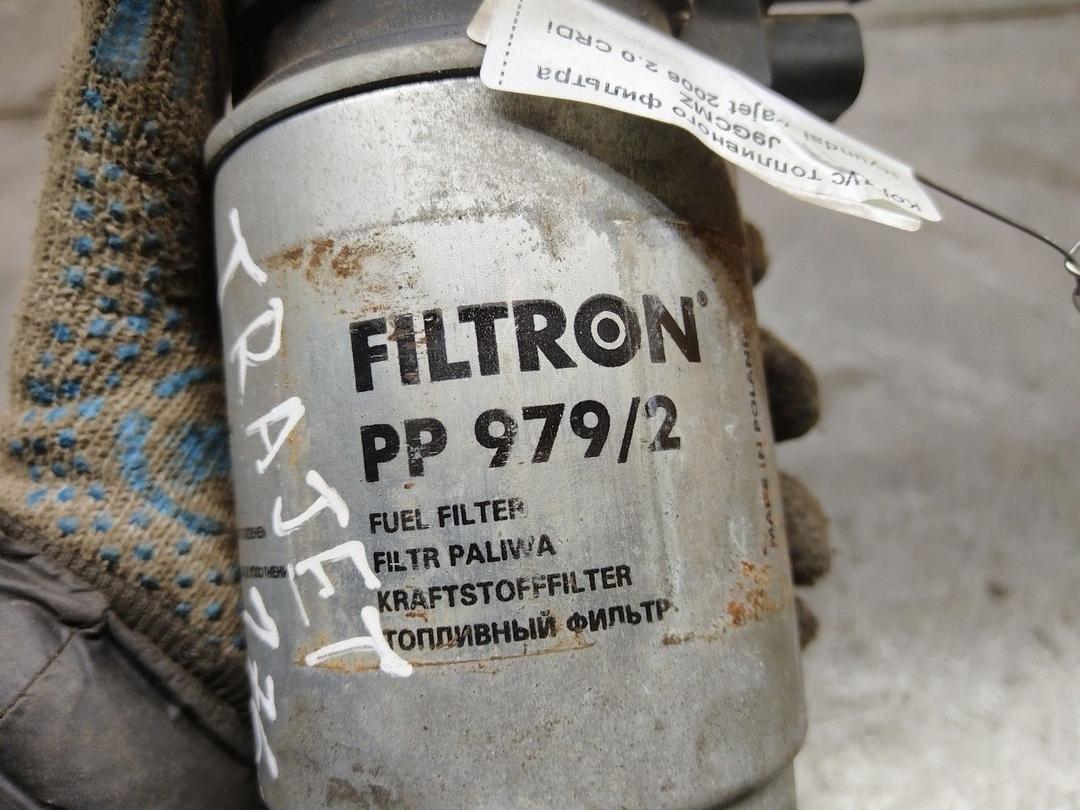 Корпус топливного фильтра
J9GCMZ
Hyundai Trajet 2006 2.0 CRDi
FILTRON®
PP 979/2
FUEL FILTER
FILTR PALIWA
KRAFTSTOFFFILTER
ТОПЛИВНЫЙ ФИЛЬТР
MADE IN POLAND
TRAJET